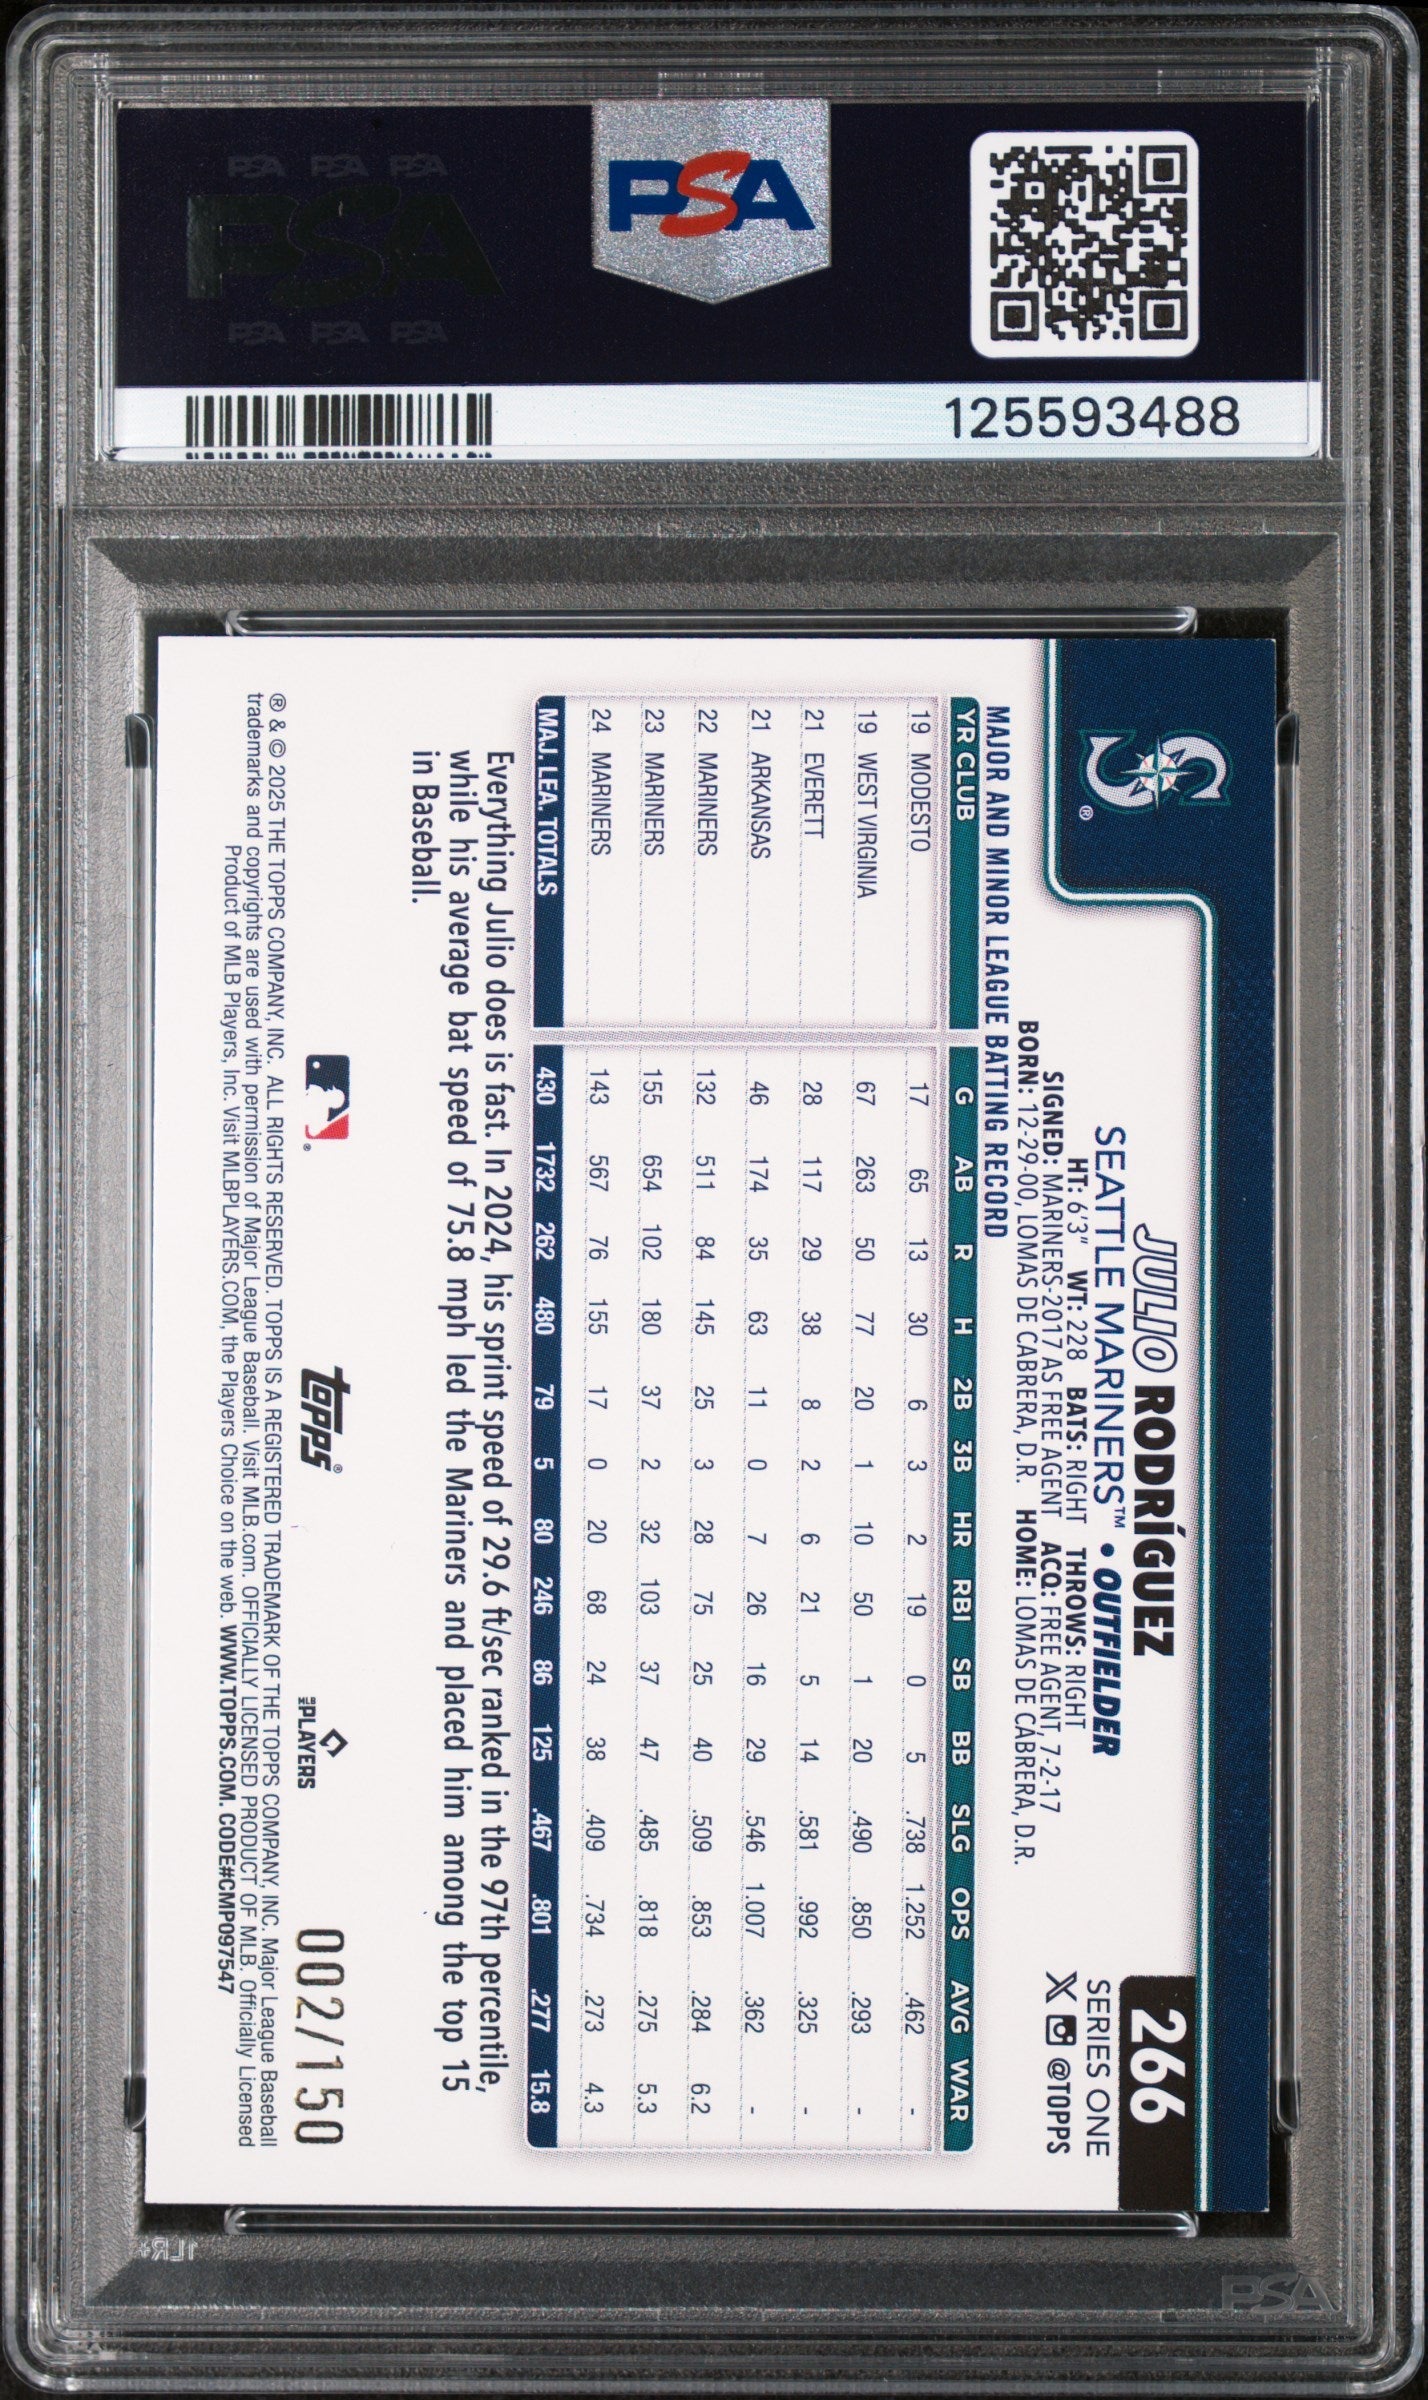 PSA PSA PSA
PSA
PSA PSA PSA
PSA
125593488
266
SERIES ONE
@TOPPS
JULIO RODRÍGUEZ
SEATTLE MARINERS™ • OUTFIELDER
HT: 6'3" WT: 228 BATS: RIGHT THROWS: RIGHT
SIGNED: MARINERS-2017 AS FREE AGENT ACQ: FREE AGENT, 7-2-17
BORN: 12-29-00, LOMAS DE CABRERA, D.R. HOME: LOMAS DE CABRERA, D.R.
S ®
MAJOR AND MINOR LEAGUE BATTING RECORD
YR CLUB G AB R H 2B 3B HR RBI SB BB SLG OPS AVG WAR
19 MODESTO 17 65 13 30 6 3 2 19 0 5 .738 1.252 .462 -
19 WEST VIRGINIA 67 263 50 77 20 1 10 50 1 20 .490 .850 .293 -
21 EVERETT 28 117 29 38 8 2 6 21 5 14 .581 .992 .325 -
21 ARKANSAS 46 174 35 63 11 0 7 26 16 29 .546 1.007 .362 -
22 MARINERS 132 511 84 145 25 3 28 75 25 40 .509 .853 .284 6.2
23 MARINERS 155 654 102 180 37 2 32 103 37 47 .485 .818 .275 5.3
24 MARINERS 143 567 76 155 17 0 20 68 24 38 .409 .734 .273 4.3
MAJ. LEA. TOTALS 430 1732 262 480 79 5 80 246 86 125 .467 .801 .277 15.8
Everything Julio does is fast. In 2024, his sprint speed of 29.6 ft/sec ranked in the 97th percentile,
while his average bat speed of 75.8 mph led the Mariners and placed him among the top 15
in Baseball.
topps®
THE PLAYERS
002/150
® & © 2025 THE TOPPS COMPANY, INC. ALL RIGHTS RESERVED. TOPPS IS A REGISTERED TRADEMARK OF THE TOPPS COMPANY, INC. Major League Baseball
trademarks and copyrights are used with permission of Major League Baseball. Visit MLB.com. OFFICIALLY LICENSED PRODUCT OF MLB. Officially Licensed
Product of MLB Players, Inc. Visit MLBPLAYERS.COM, the Players Choice on the web. WWW.TOPPS.COM. CODE#CMP097547
PSA